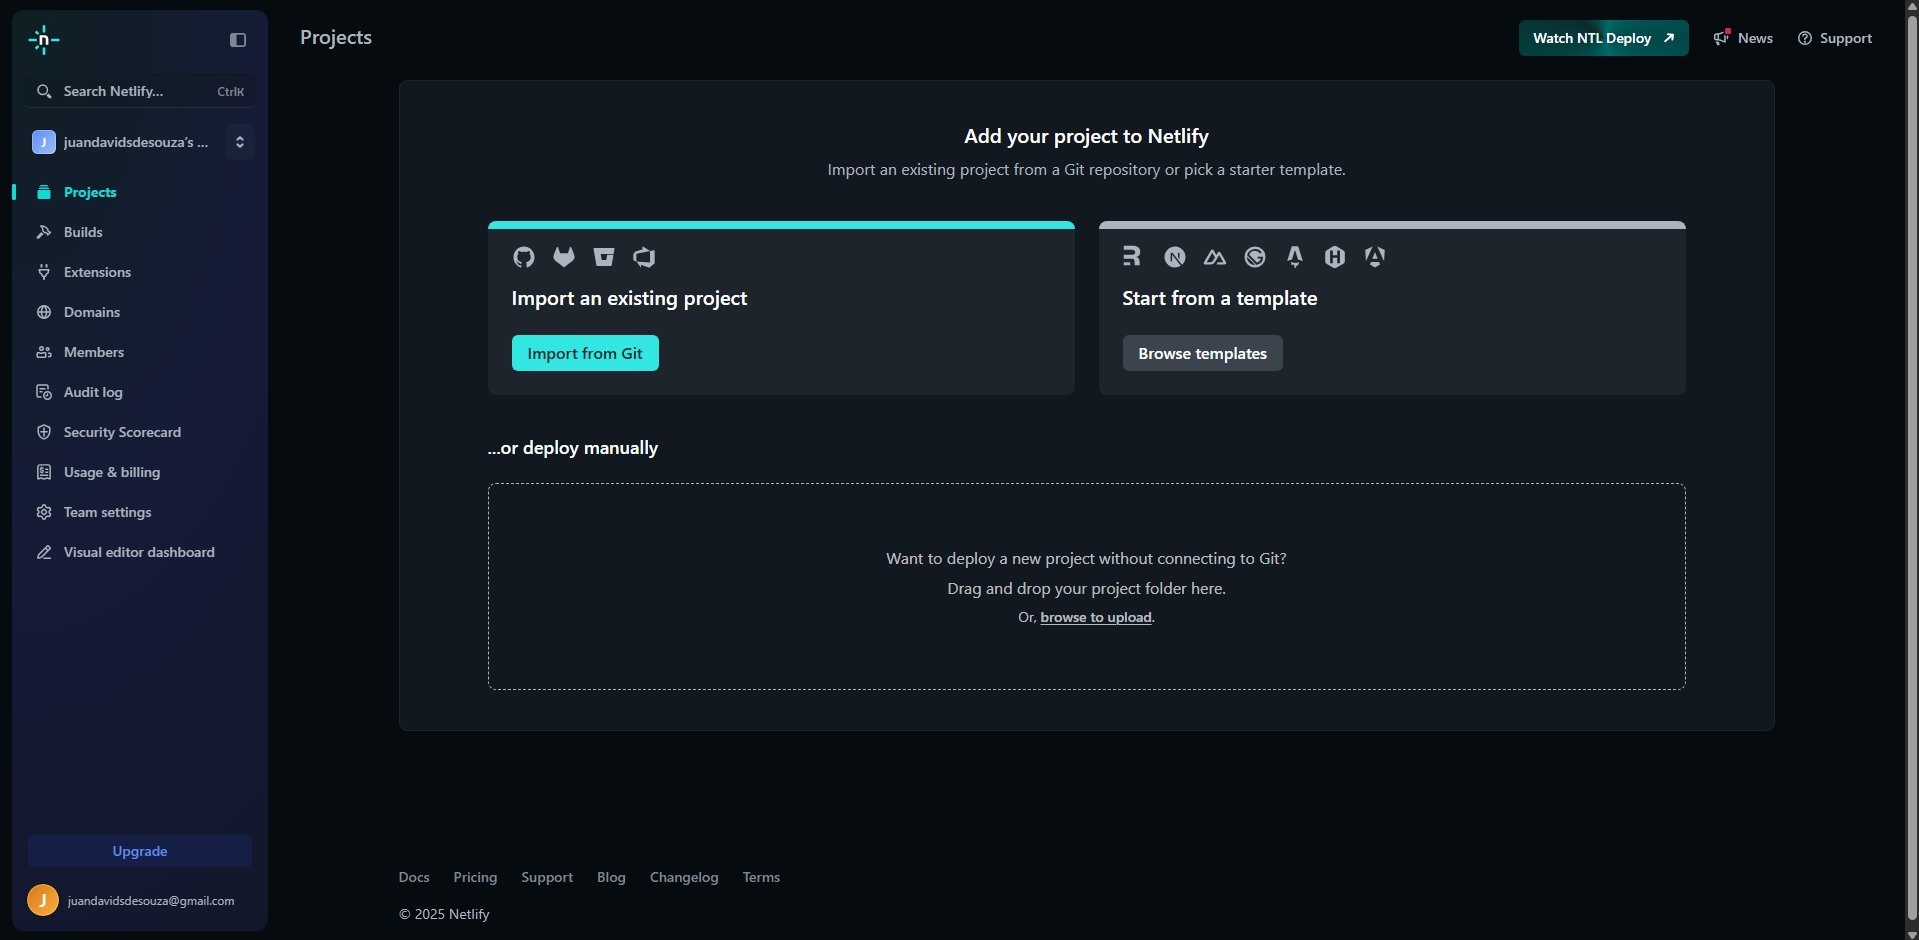 n
Search Netlify...
CtrlK
J
juandavidsdesouza's ...
Projects
Builds
Extensions
Domains
Members
Audit log
Security Scorecard
Usage & billing
Team settings
Visual editor dashboard
Upgrade
J
juandavidsdesouza@gmail.com
Projects
Watch NTL Deploy
News
Support
Add your project to Netlify
Import an existing project from a Git repository or pick a starter template.
Import an existing project
Import from Git
Start from a template
Browse templates
...or deploy manually
Want to deploy a new project without connecting to Git?
Drag and drop your project folder here.
Or, browse to upload.
Docs
Pricing
Support
Blog
Changelog
Terms
© 2025 Netlify